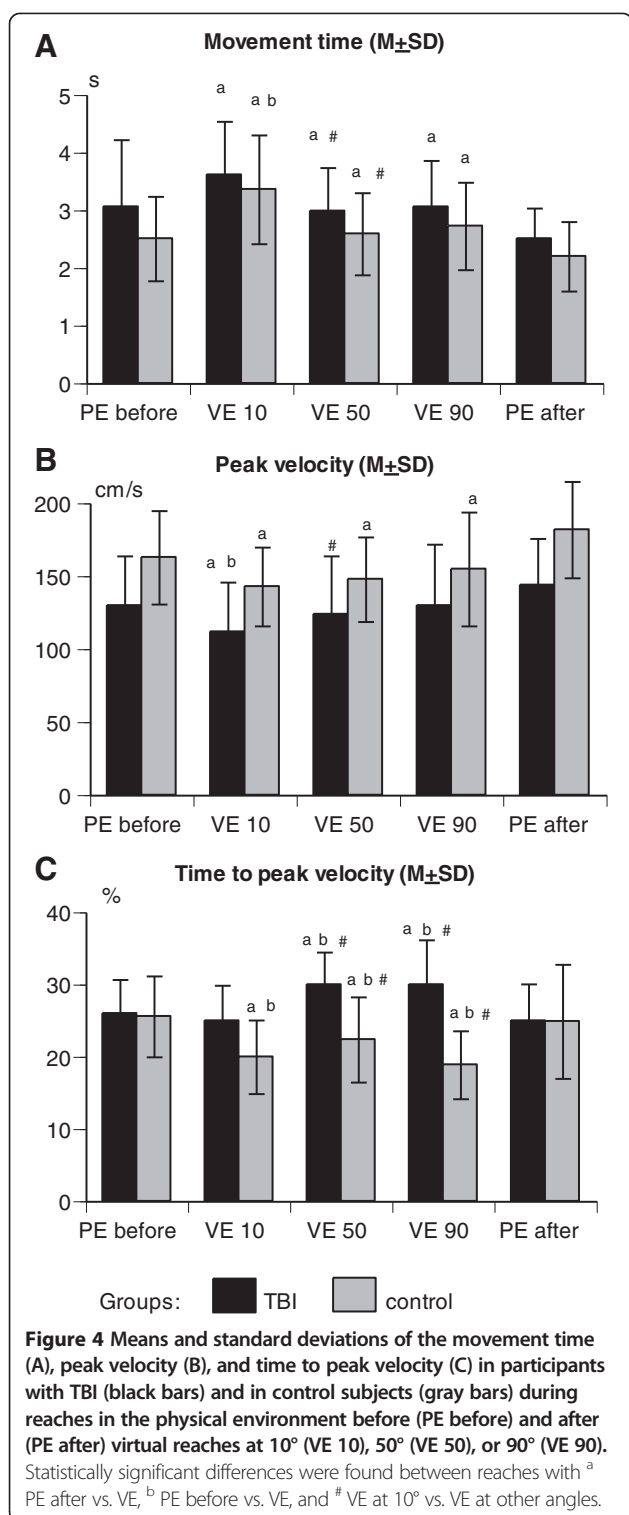 A
Movement time (M±SD)
s
a
a b
a #
a #
a
a
5
4
3
2
1
0
PE before VE 10 VE 50 VE 90 PE after
B
Peak velocity (M±SD)
cm/s
a b
a
#
a
a
200
150
100
50
0
PE before VE 10 VE 50 VE 90 PE after
C
Time to peak velocity (M±SD)
%
a b
a b #
a b #
a b #
a b #
40
30
20
10
0
PE before VE 10 VE 50 VE 90 PE after
Groups: TBI control
Figure 4 Means and standard deviations of the movement time
(A), peak velocity (B), and time to peak velocity (C) in participants
with TBI (black bars) and in control subjects (gray bars) during
reaches in the physical environment before (PE before) and after
(PE after) virtual reaches at 10° (VE 10), 50° (VE 50), or 90° (VE 90).
Statistically significant differences were found between reaches with a
PE after vs. VE, b PE before vs. VE, and # VE at 10° vs. VE at other angles.